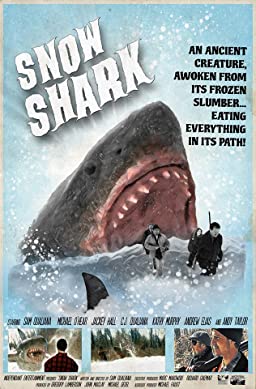 SNOW
SHARK
AN ANCIENT
CREATURE,
AWOKEN FROM
ITS FROZEN
SLUMBER...
EATING
EVERYTHING
IN ITS PATH!
STARRING SAM QUALIANA MICHAEL O'HEAR JACKEY HALL C.J. QUALIANA KATHY MURPHY ANDREW ELIAS AND ANDY TAYLOR